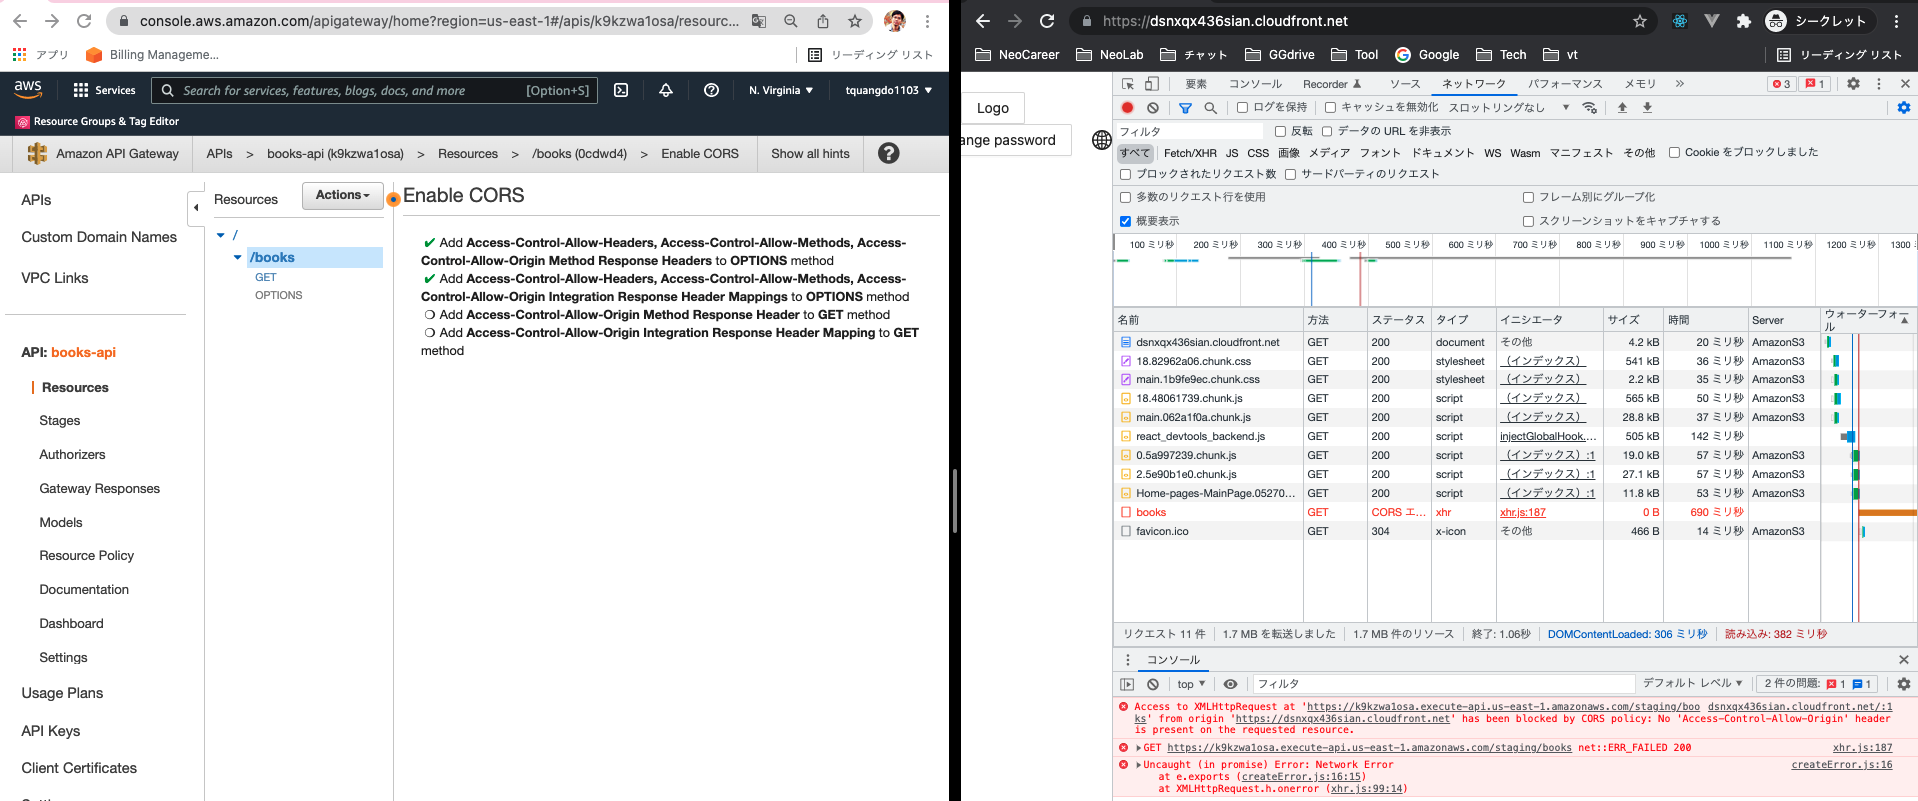 console.aws.amazon.com/apigateway/home?region=us-east-1#/apis/k9kzwa1osa/resourc...
アプリ
Billing Manageme...
リーディング リスト
aws
Services
Search for services, features, blogs, docs, and more
[Option+S]
N. Virginia
tquangdo1103
Resource Groups & Tag Editor
Amazon API Gateway
APIs > books-api (k9kzwa1osa) > Resources > /books (0cdwd4) > Enable CORS
Show all hints
APIs
Custom Domain Names
VPC Links
API: books-api
Resources
Stages
Authorizers
Gateway Responses
Models
Resource Policy
Documentation
Dashboard
Settings
Usage Plans
API Keys
Client Certificates
Resources
Actions
/
/books
GET
OPTIONS
Enable CORS
✔ Add Access-Control-Allow-Headers, Access-Control-Allow-Methods, Access-
Control-Allow-Origin Method Response Headers to OPTIONS method
✔ Add Access-Control-Allow-Headers, Access-Control-Allow-Methods, Access-
Control-Allow-Origin Integration Response Header Mappings to OPTIONS method
Add Access-Control-Allow-Origin Method Response Header to GET method
Add Access-Control-Allow-Origin Integration Response Header Mapping to GET
method
https://dsnxqx436sian.cloudfront.net
シークレット
NeoCareer
NeoLab
チャット
GGdrive
Tool
Google
Tech
vt
リーディング リスト
Logo
ange password
要素
コンソール
Recorder
ソース
ネットワーク
パフォーマンス
メモリ
»
3
1
ログを保持
キャッシュを無効化
スロットリングなし
フィルタ
反転
データの URL を非表示
すべて Fetch/XHR JS CSS 画像 メディア フォント ドキュメント WS Wasm マニフェスト その他 Cookie をブロックしました
ブロックされたリクエスト数 サードパーティのリクエスト
多数のリクエスト行を使用
フレーム別にグループ化
概要表示
スクリーンショットをキャプチャする
100 ミリ秒 200 ミリ秒 300 ミリ秒 400 ミリ秒 500 ミリ秒 600 ミリ秒 700 ミリ秒 800 ミリ秒 900 ミリ秒 1000 ミリ秒 1100 ミリ秒 1200 ミリ秒 1300 ミ
名前 方法 ステータス タイプ イニシエータ サイズ 時間 Server ウォーターフォール
dsnxqx436sian.cloudfront.net GET 200 document その他 4.2 kB 20 ミリ秒 AmazonS3
18.82962a06.chunk.css GET 200 stylesheet （インデックス） 541 kB 36 ミリ秒 AmazonS3
main.1b9fe9ec.chunk.css GET 200 stylesheet （インデックス） 2.2 kB 35 ミリ秒 AmazonS3
18.48061739.chunk.js GET 200 script （インデックス） 565 kB 50 ミリ秒 AmazonS3
main.062a1f0a.chunk.js GET 200 script （インデックス） 28.8 kB 37 ミリ秒 AmazonS3
react_devtools_backend.js GET 200 script injectGlobalHook.... 505 kB 142 ミリ秒
0.5a997239.chunk.js GET 200 script （インデックス）:1 19.0 kB 57 ミリ秒 AmazonS3
2.5e90b1e0.chunk.js GET 200 script （インデックス）:1 27.1 kB 57 ミリ秒 AmazonS3
Home-pages-MainPage.05270... GET 200 script （インデックス）:1 11.8 kB 53 ミリ秒 AmazonS3
books GET CORS エ... xhr xhr.js:187 0 B 690 ミリ秒
favicon.ico GET 304 x-icon その他 466 B 14 ミリ秒 AmazonS3
リクエスト 11 件 1.7 MB を転送しました 1.7 MB 件のリソース 終了: 1.06秒 DOMContentLoaded: 306 ミリ秒 読み込み: 382 ミリ秒
コンソール
top
フィルタ
デフォルト レベル
2 件の問題: 1 1
Access to XMLHttpRequest at 'https://k9kzwa1osa.execute-api.us-east-1.amazonaws.com/staging/boo dsnxqx436sian.cloudfront.net/:1
ks' from origin 'https://dsnxqx436sian.cloudfront.net' has been blocked by CORS policy: No 'Access-Control-Allow-Origin' header
is present on the requested resource.
GET https://k9kzwa1osa.execute-api.us-east-1.amazonaws.com/staging/books net::ERR_FAILED 200 xhr.js:187
Uncaught (in promise) Error: Network Error createError.js:16
at e.exports (createError.js:16:15)
at XMLHttpRequest.h.onerror (xhr.js:99:14)